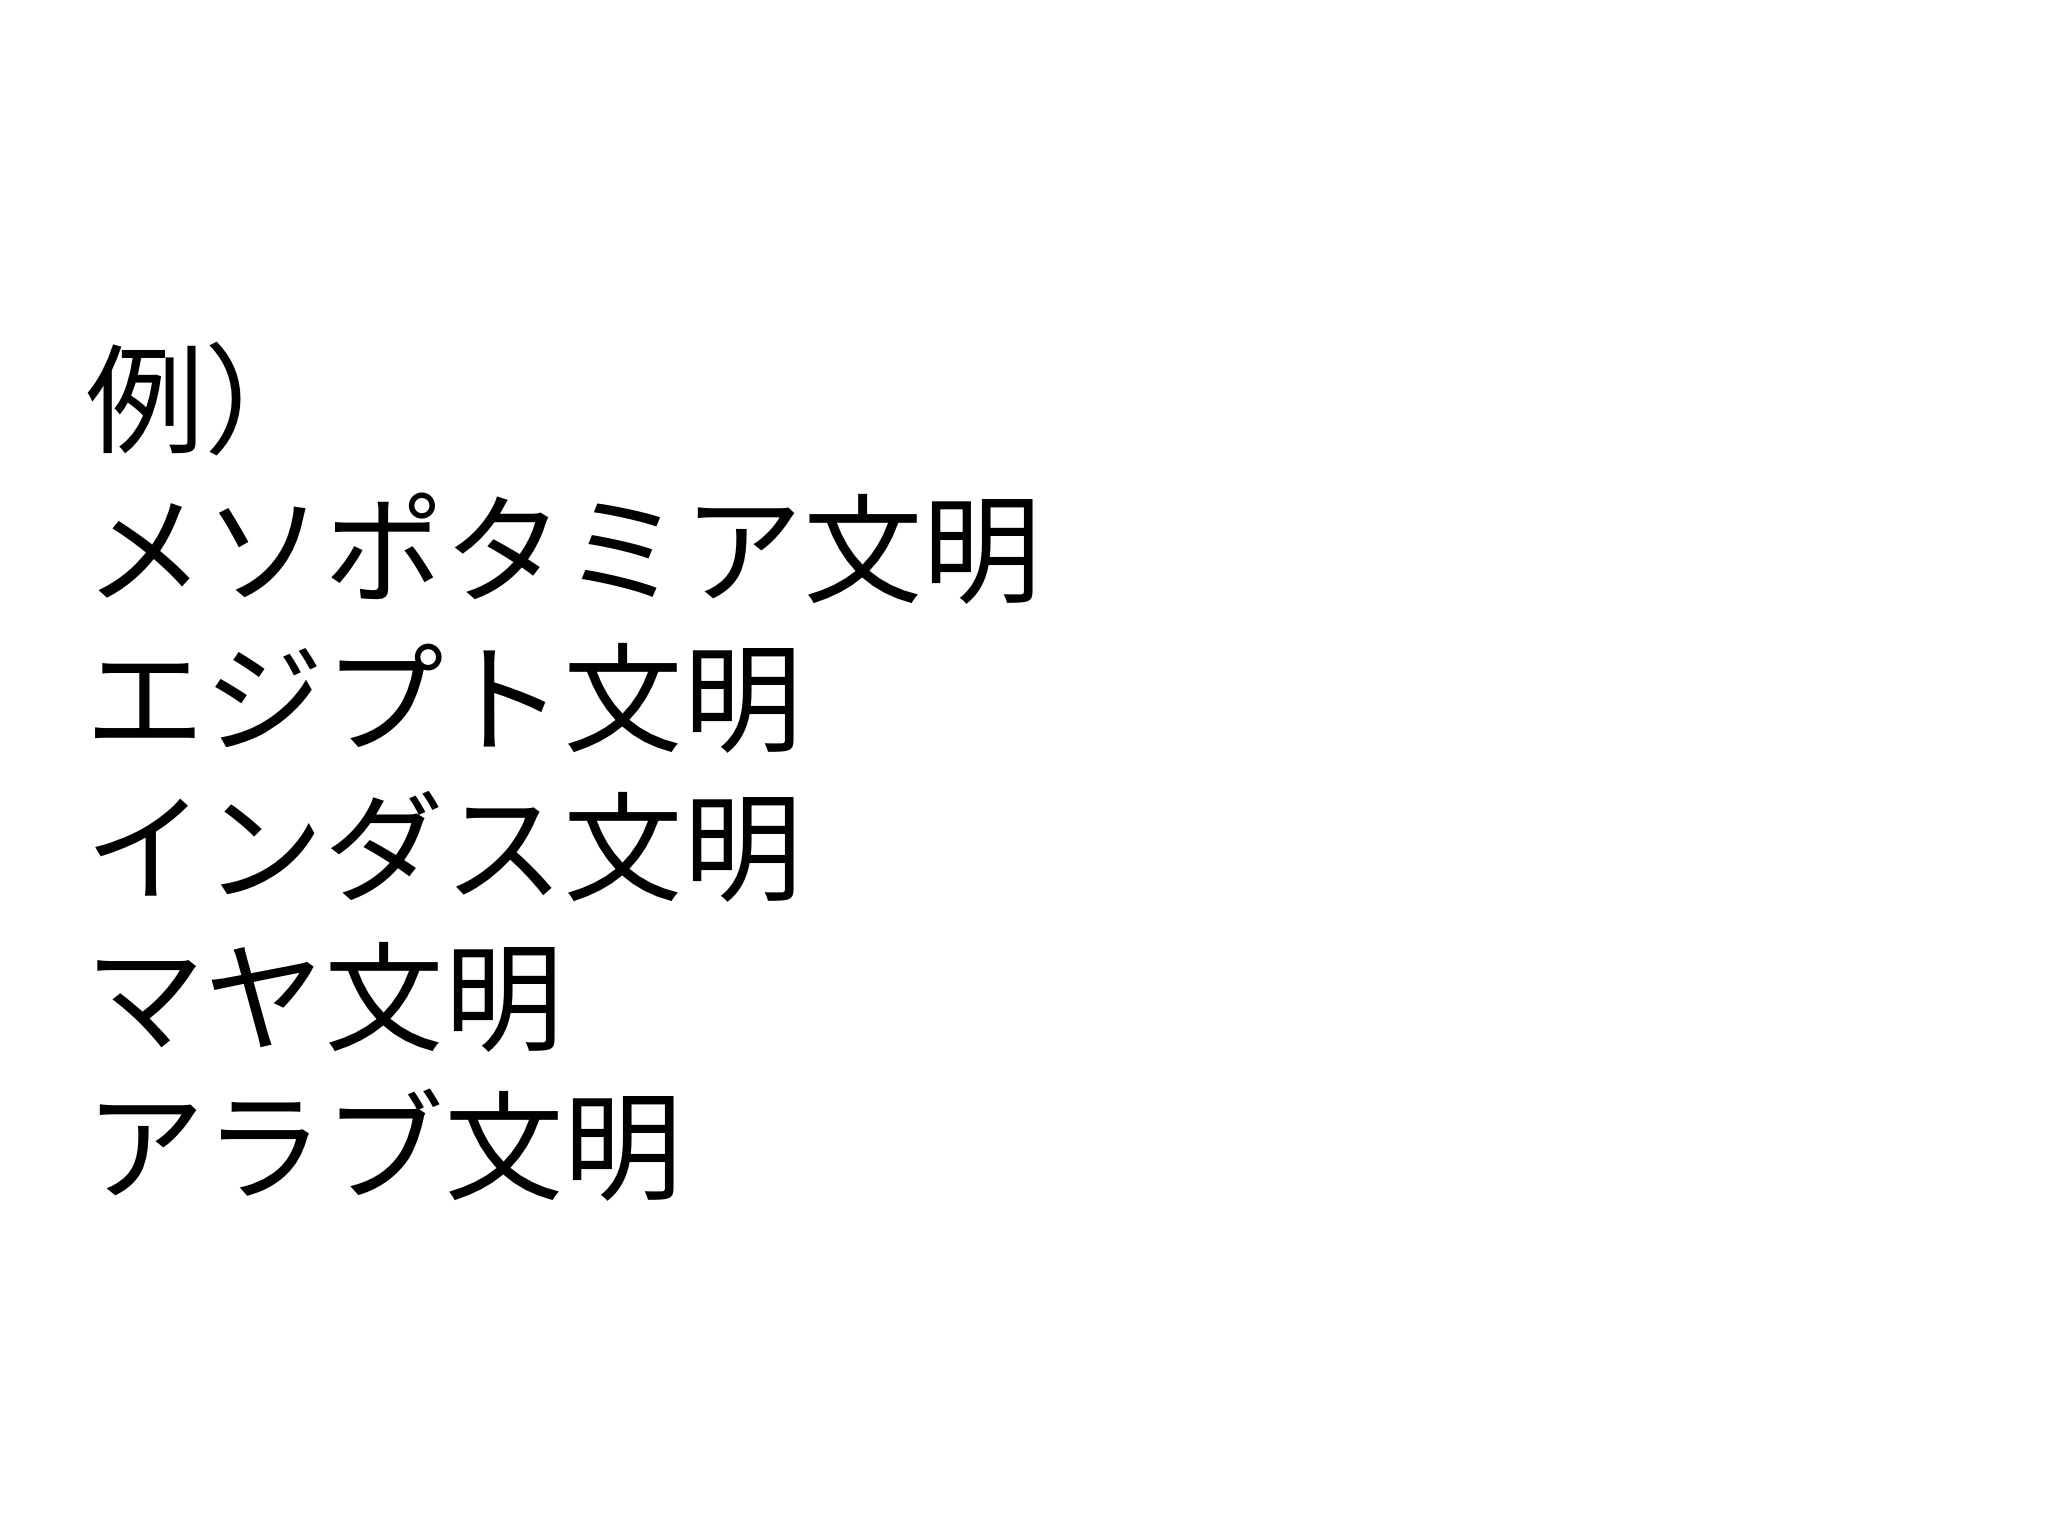 例）
メソポタミア文明
エジプト文明
インダス文明
マヤ文明
アラブ文明